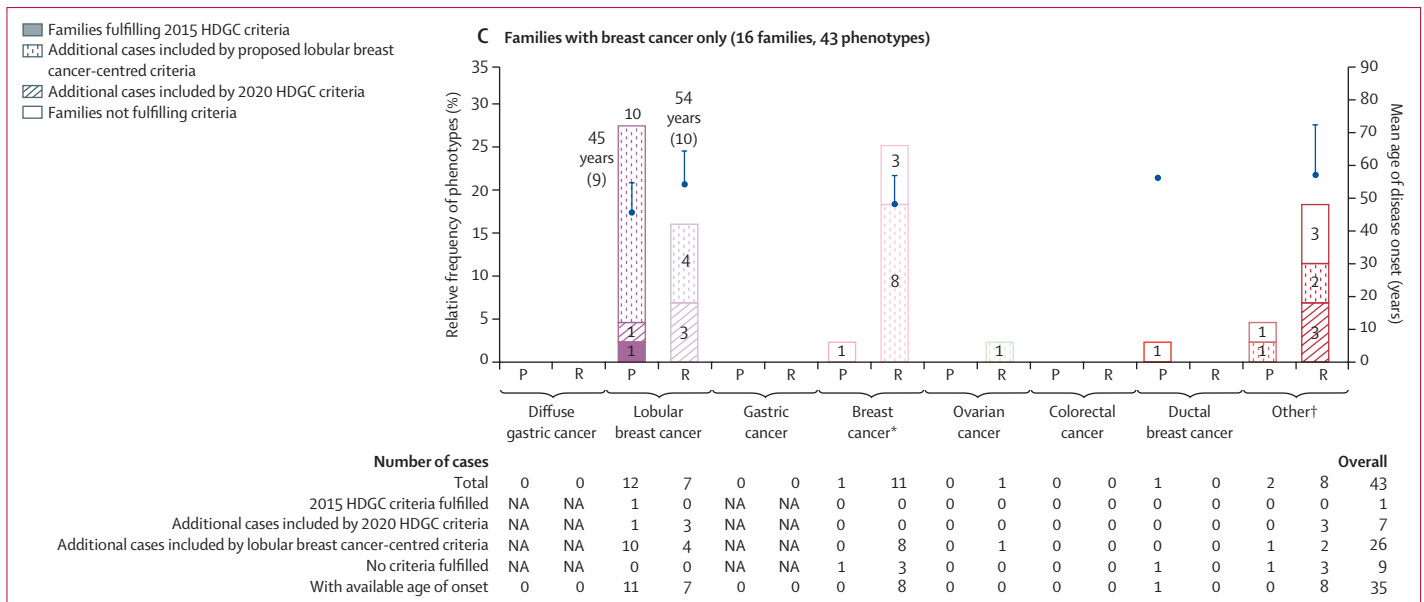 Families fulfilling 2015 HDGC criteria
Additional cases included by proposed lobular breast
cancer-centred criteria
Additional cases included by 2020 HDGC criteria
Families not fulfilling criteria
C Families with breast cancer only (16 families, 43 phenotypes)
Relative frequency of phenotypes (%)
35
30
25
20
15
10
5
0
Mean age of disease onset (years)
90
80
70
60
50
40
30
20
10
0
45
years
(9)
10
1
1
54
years
(10)
4
3
1
3
8
1
1
1
1
3
2
3
P R P R P R P R P R P R P R P R
Diffuse
gastric cancer
Lobular
breast cancer
Gastric
cancer
Breast
cancer*
Ovarian
cancer
Colorectal
cancer
Ductal
breast cancer
Other†
Number of cases Overall
Total 0 0 12 7 0 0 1 11 0 1 0 0 1 0 2 8 43
2015 HDGC criteria fulfilled NA NA 1 0 NA NA 0 0 0 0 0 0 0 0 0 0 1
Additional cases included by 2020 HDGC criteria NA NA 1 3 NA NA 0 0 0 0 0 0 0 0 0 3 7
Additional cases included by lobular breast cancer-centred criteria NA NA 10 4 NA NA 0 8 0 1 0 0 0 0 1 2 26
No criteria fulfilled NA NA 0 0 NA NA 1 3 0 0 0 0 1 0 1 3 9
With available age of onset 0 0 11 7 0 0 0 8 0 0 0 0 1 0 0 8 35